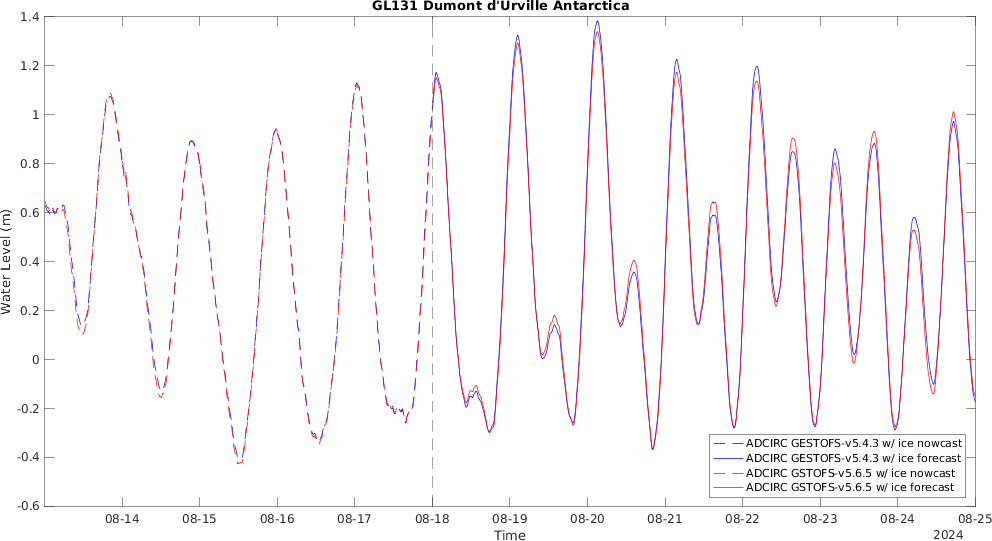 GL131 Dumont d'Urville Antarctica
1.4
1.2
1
0.8
0.6
0.4
0.2
0
-0.2
-0.4
-0.6
Water Level (m)
ADCIRC GESTOFS-v5.4.3 w/ ice nowcast
ADCIRC GESTOFS-v5.4.3 w/ ice forecast
ADCIRC GSTOFS-v5.6.5 w/ ice nowcast
ADCIRC GSTOFS-v5.6.5 w/ ice forecast
08-14 08-15 08-16 08-17 08-18 08-19 08-20 08-21 08-22 08-23 08-24 08-25
Time
2024